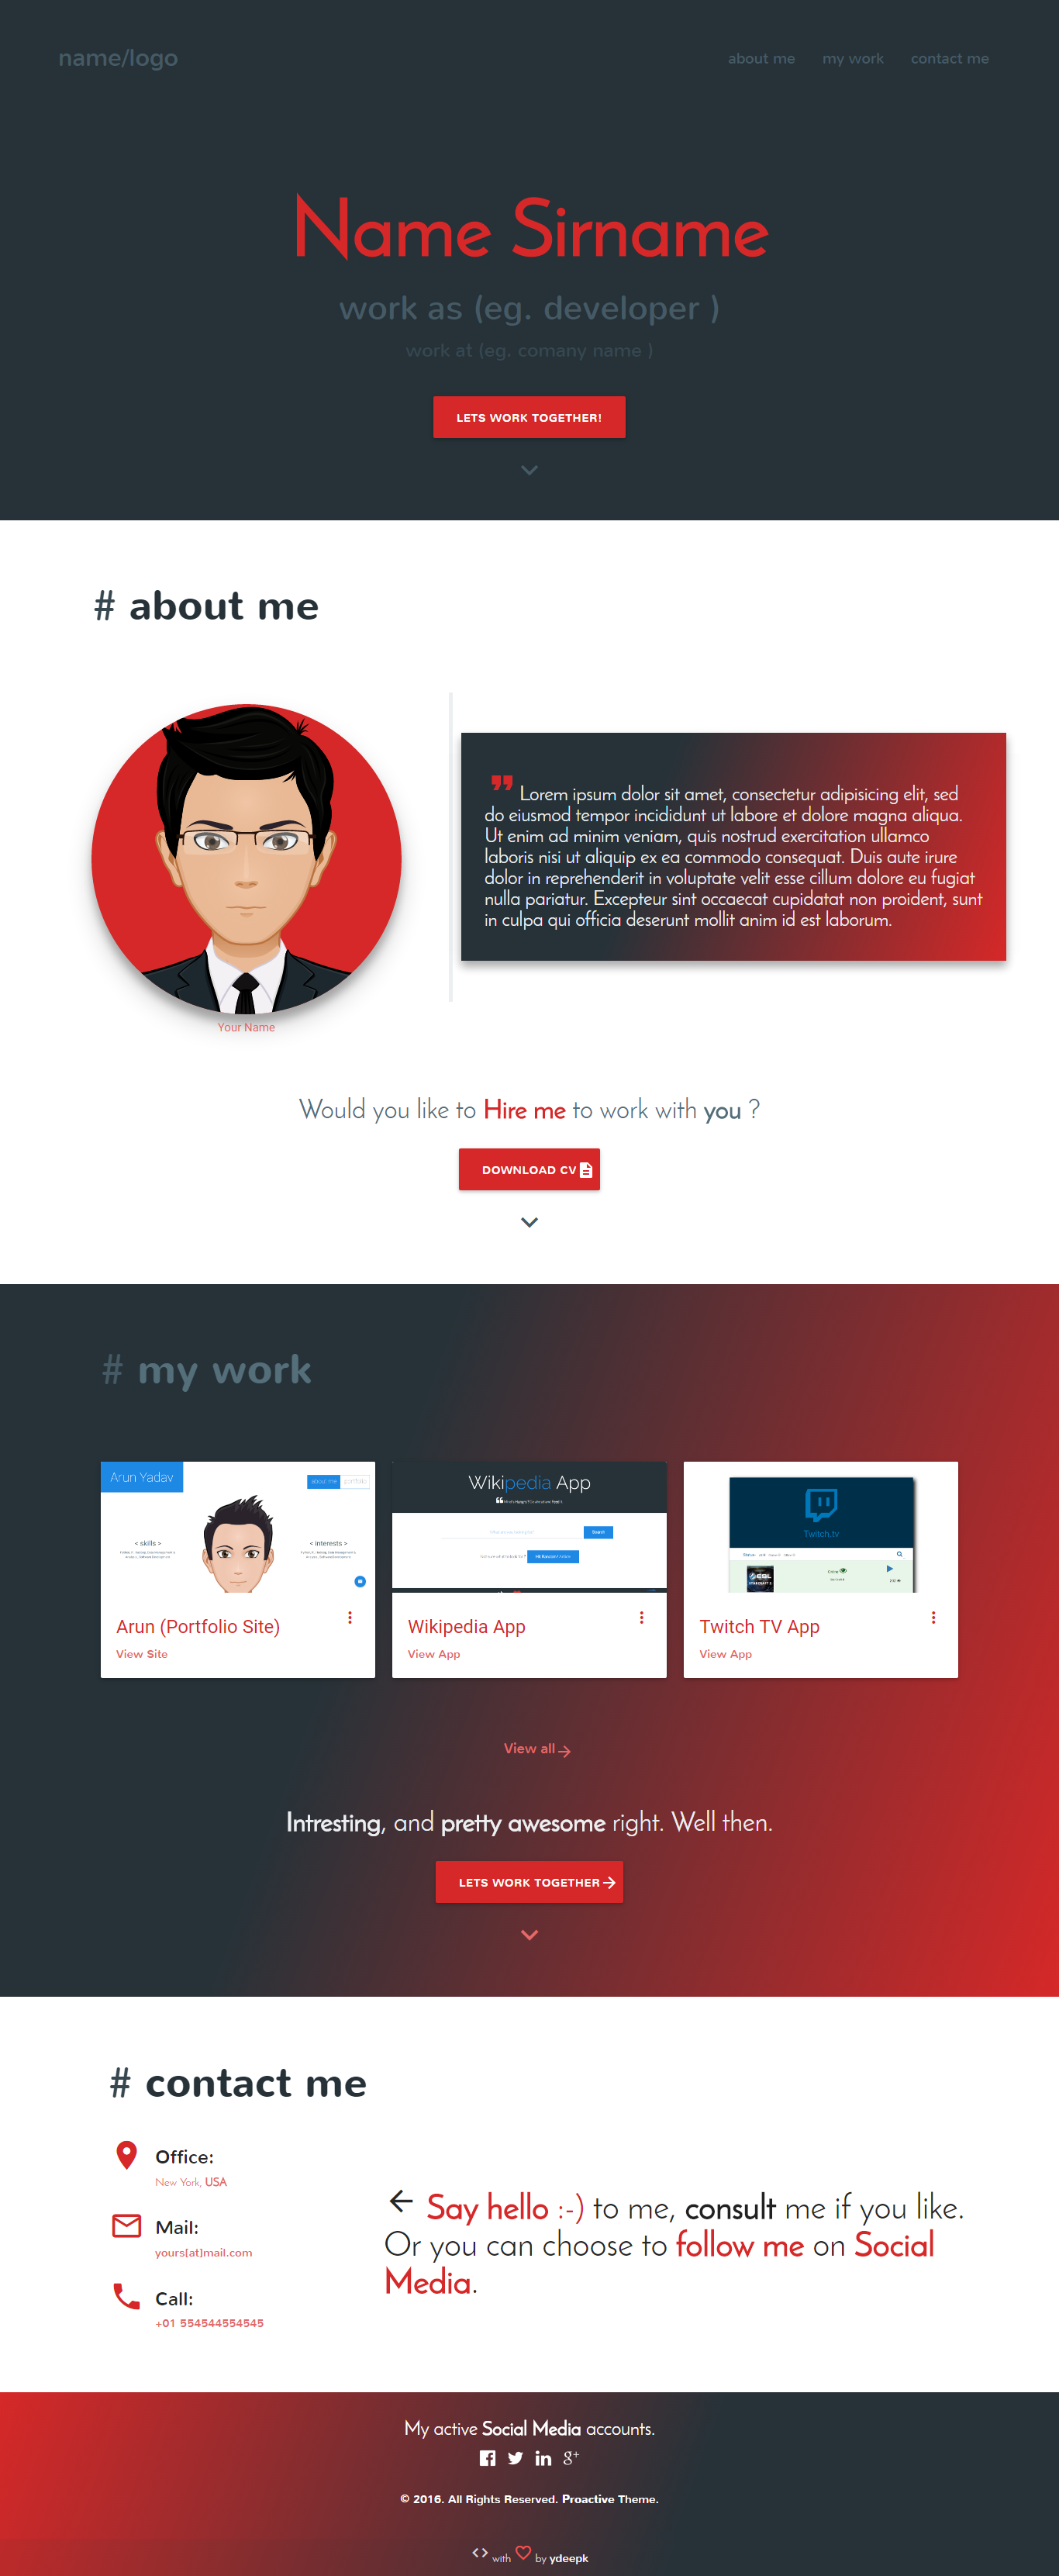 name/logo
about me my work contact me
Name Sirname
work as (eg. developer )
work at (eg. comany name )
LETS WORK TOGETHER!
# about me
Lorem ipsum dolor sit amet, consectetur adipisicing elit, sed
do eiusmod tempor incididunt ut labore et dolore magna aliqua.
Ut enim ad minim veniam, quis nostrud exercitation ullamco
laboris nisi ut aliquip ex ea commodo consequat. Duis aute irure
dolor in reprehenderit in voluptate velit esse cillum dolore eu fugiat
nulla pariatur. Excepteur sint occaecat cupidatat non proident, sunt
in culpa qui officia deserunt mollit anim id est laborum.
Your Name
Would you like to Hire me to work with you ?
DOWNLOAD CV
# my work
Arun Yadav
about me portfolio
< skills >
< interests >
Arun (Portfolio Site)
View Site
Wikipedia App
Search
Wikipedia App
View App
Twitch.tv
ESL
Twitch TV App
View App
View all
Intresting, and pretty awesome right. Well then.
LETS WORK TOGETHER
# contact me
Office:
New York, USA
Mail:
yours[at]mail.com
Call:
+01 554544554545
Say hello :-) to me, consult me if you like.
Or you can choose to follow me on Social
Media.
My active Social Media accounts.
© 2016. All Rights Reserved. Proactive Theme.
<> with by ydeepk